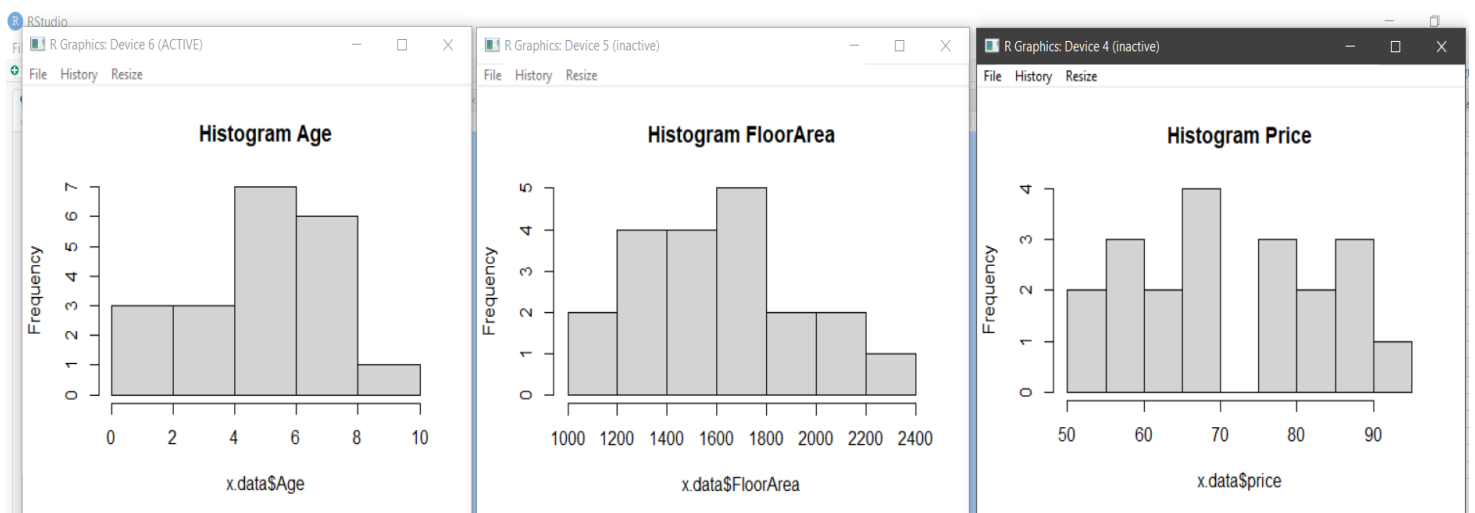 RStudio
R Graphics: Device 6 (ACTIVE)
File History Resize
Histogram Age
Frequency
0 1 2 3 4 5 6 7
0 2 4 6 8 10
x.data$Age
R Graphics: Device 5 (inactive)
File History Resize
Histogram FloorArea
Frequency
0 1 2 3 4 5
1000 1200 1400 1600 1800 2000 2200 2400
x.data$FloorArea
R Graphics: Device 4 (inactive)
File History Resize
Histogram Price
Frequency
0 1 2 3 4
50 60 70 80 90
x.data$price